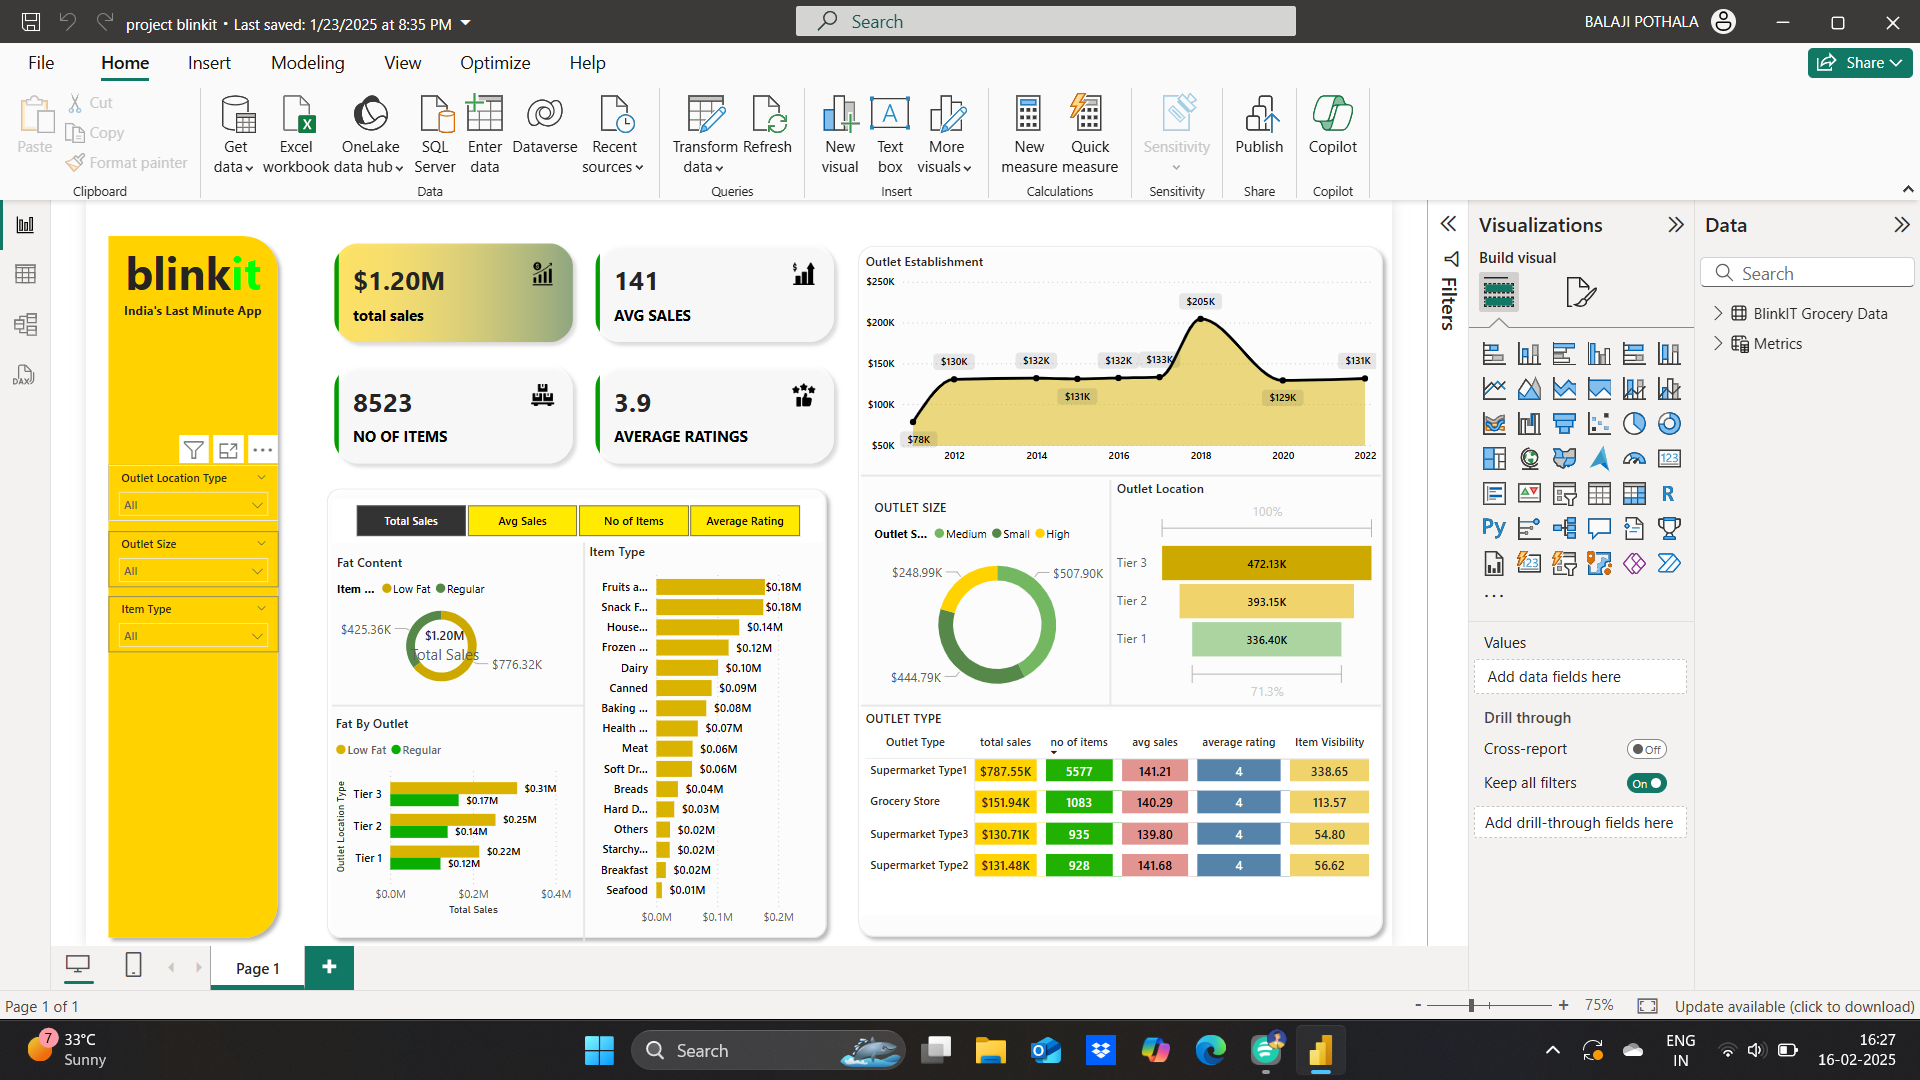 project blinkit • Last saved: 1/23/2025 at 8:35 PM
Search
BALAJI POTHALA
File Home Insert Modeling View Optimize Help
Share
Paste
Cut
Copy
Format painter
Clipboard
Get data
Excel workbook
OneLake data hub
SQL Server
Enter data
Dataverse
Recent sources
Data
Transform data
Refresh
Queries
New visual
Text box
More visuals
Insert
New measure
Quick measure
Calculations
Sensitivity
Sensitivity
Publish
Share
Copilot
Copilot
blinkit
India's Last Minute App
Outlet Location Type
All
Outlet Size
All
Item Type
All
$1.20M
total sales
141
AVG SALES
8523
NO OF ITEMS
3.9
AVERAGE RATINGS
Total Sales Avg Sales No of Items Average Rating
Fat Content
Item ... Low Fat Regular
$425.36K
$1.20M
Total Sales
$776.32K
Fat By Outlet
Low Fat Regular
Outlet Location Type
Tier 3 $0.31M
$0.17M
Tier 2 $0.25M
$0.14M
Tier 1 $0.22M
$0.12M
$0.0M $0.2M $0.4M
Total Sales
Item Type
Fruits a... $0.18M
Snack F... $0.18M
House... $0.14M
Frozen ... $0.12M
Dairy $0.10M
Canned $0.09M
Baking ... $0.08M
Health ... $0.07M
Meat $0.06M
Soft Dr... $0.06M
Breads $0.04M
Hard D... $0.03M
Others $0.02M
Starchy... $0.02M
Breakfast $0.02M
Seafood $0.01M
$0.0M $0.1M $0.2M
Outlet Establishment
$250K
$200K
$150K
$100K
$50K
$78K
$130K
$132K
$131K
$132K
$133K
$205K
$129K
$131K
2012 2014 2016 2018 2020 2022
OUTLET SIZE
Outlet S... Medium Small High
$248.99K
$507.90K
$444.79K
Outlet Location
100%
Tier 3 472.13K
Tier 2 393.15K
Tier 1 336.40K
71.3%
OUTLET TYPE
Outlet Type total sales no of items avg sales average rating Item Visibility
Supermarket Type1 $787.55K 5577 141.21 4 338.65
Grocery Store $151.94K 1083 140.29 4 113.57
Supermarket Type3 $130.71K 935 139.80 4 54.80
Supermarket Type2 $131.48K 928 141.68 4 56.62
Filters
Visualizations
Build visual
123
R
Py
123
...
Values
Add data fields here
Drill through
Cross-report Off
Keep all filters On
Add drill-through fields here
Data
Search
BlinkIT Grocery Data
Metrics
DAX
Page 1
Page 1 of 1
- + 75%
Update available (click to download)
7
33°C
Sunny
Search
ENG
IN
16:27
16-02-2025